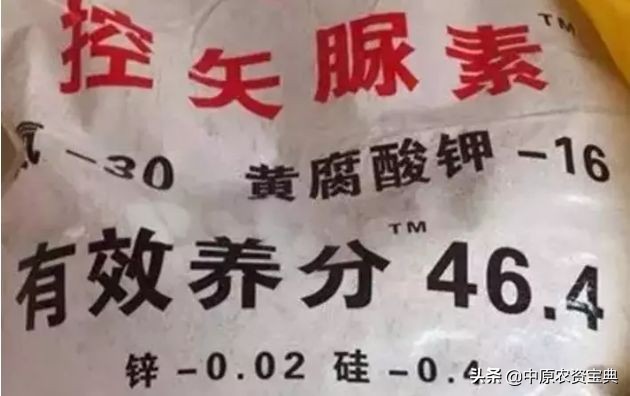 控矢脲素™
氮-30 黄腐酸钾-16
有效养分™ 46.4
锌-0.02 硅-0.4
头条 @中原农资宝典